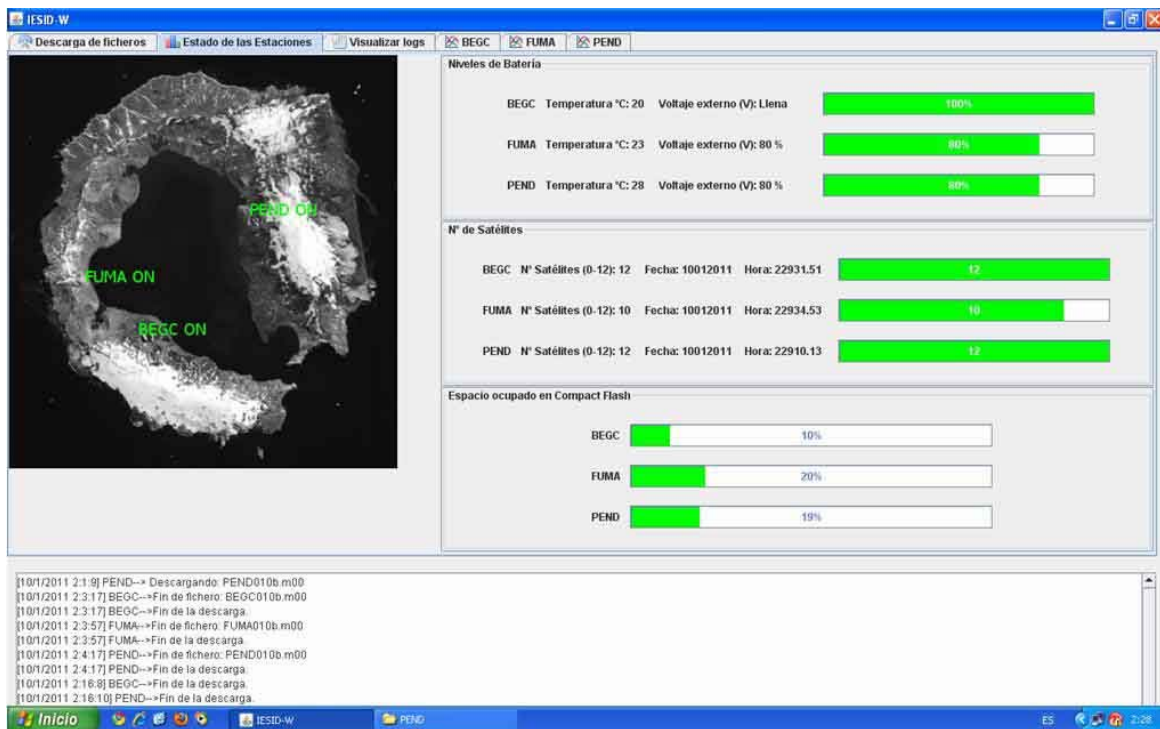 IESID-W
Descarga de ficheros Estado de las Estaciones Visualizar logs BEGC FUMA PEND
PEND ON
FUMA ON
BEGC ON
Niveles de Batería
BEGC Temperatura ºC: 20 Voltaje externo (V): Llena 100%
FUMA Temperatura ºC: 23 Voltaje externo (V): 80 % 80%
PEND Temperatura ºC: 28 Voltaje externo (V): 80 % 80%
Nº de Satélites
BEGC Nº Satélites (0-12): 12 Fecha: 10012011 Hora: 22931.51 12
FUMA Nº Satélites (0-12): 10 Fecha: 10012011 Hora: 22934.53 10
PEND Nº Satélites (0-12): 12 Fecha: 10012011 Hora: 22910.13 12
Espacio ocupado en Compact Flash
BEGC 10%
FUMA 20%
PEND 19%
[10/1/2011 2:1:9] PEND--> Descargando: PEND010b.m00
[10/1/2011 2:3:17] BEGC-->Fin de fichero: BEGC010b.m00
[10/1/2011 2:3:17] BEGC-->Fin de la descarga.
[10/1/2011 2:3:57] FUMA-->Fin de fichero: FUMA010b.m00
[10/1/2011 2:3:57] FUMA-->Fin de la descarga.
[10/1/2011 2:4:17] PEND-->Fin de fichero: PEND010b.m00
[10/1/2011 2:4:17] PEND-->Fin de la descarga.
[10/1/2011 2:16:8] BEGC-->Fin de la descarga.
[10/1/2011 2:16:10] PEND-->Fin de la descarga.
Inicio IESID-W PEND ES 2:28